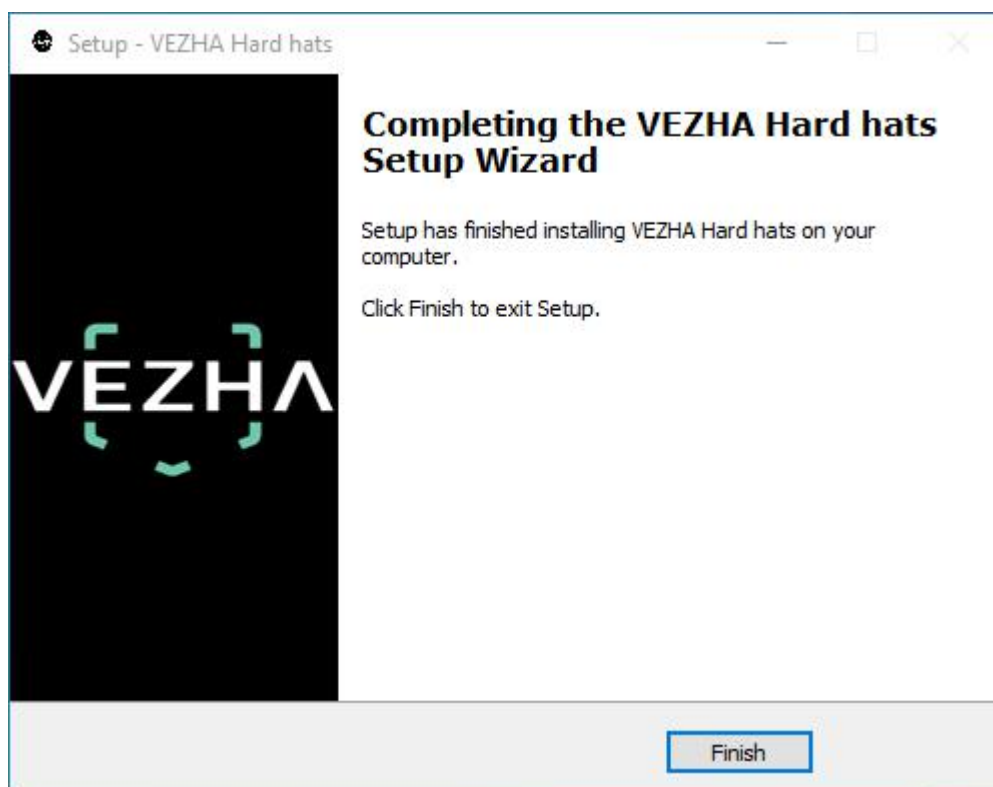 Setup - VEZHA Hard hats
Completing the VEZHA Hard hats
Setup Wizard
Setup has finished installing VEZHA Hard hats on your
computer.
Click Finish to exit Setup.
VEZHA
Finish